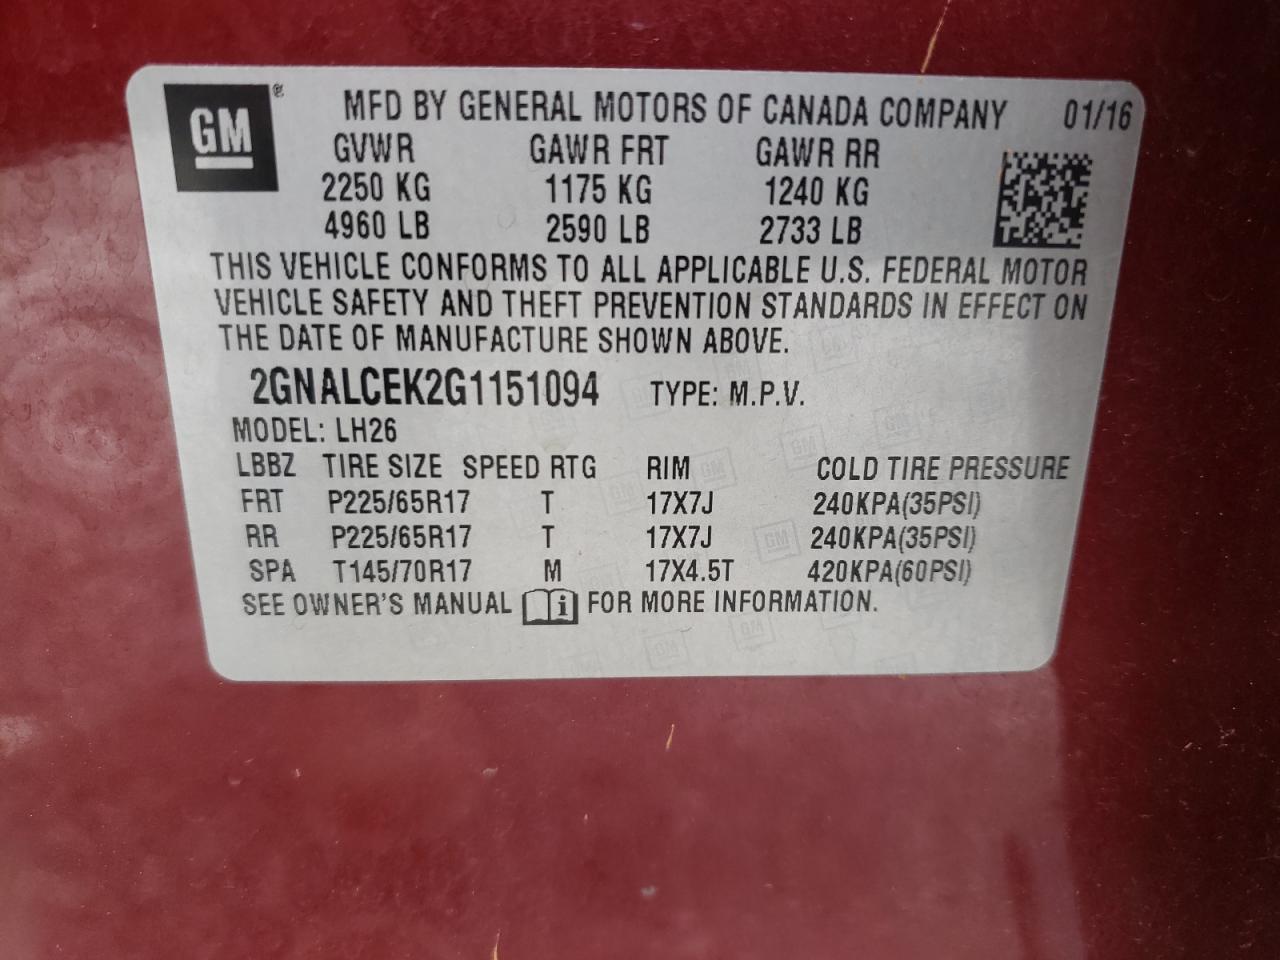 GM ® MFD BY GENERAL MOTORS OF CANADA COMPANY 01/16
GVWR GAWR FRT GAWR RR
2250 KG 1175 KG 1240 KG
4960 LB 2590 LB 2733 LB
THIS VEHICLE CONFORMS TO ALL APPLICABLE U.S. FEDERAL MOTOR
VEHICLE SAFETY AND THEFT PREVENTION STANDARDS IN EFFECT ON
THE DATE OF MANUFACTURE SHOWN ABOVE.
2GNALCEK2G1151094 TYPE: M.P.V.
MODEL: LH26
LBBZ TIRE SIZE SPEED RTG RIM COLD TIRE PRESSURE
FRT P225/65R17 T 17X7J 240KPA(35PSI)
RR P225/65R17 T 17X7J 240KPA(35PSI)
SPA T145/70R17 M 17X4.5T 420KPA(60PSI)
SEE OWNER'S MANUAL i FOR MORE INFORMATION.